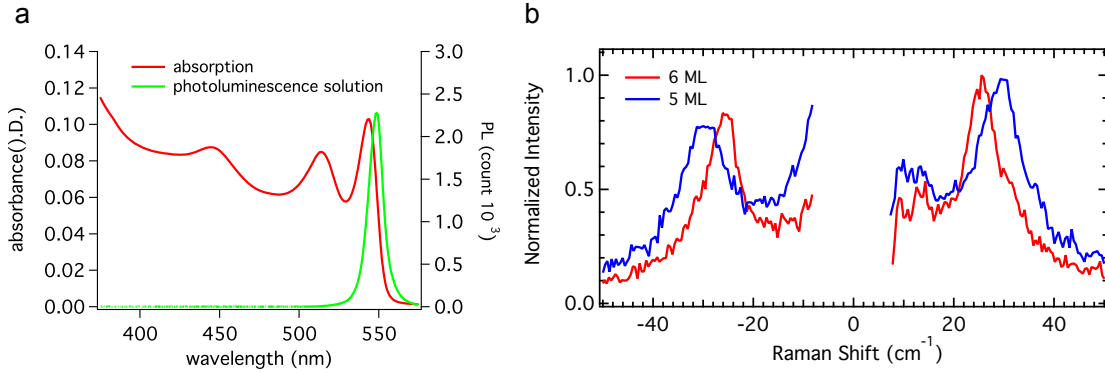 a
0.14
0.12
0.10
0.08
0.06
0.04
0.02
0.00
absorbance().D.)
absorption
photoluminescence solution
3.0
2.5
2.0
1.5
1.0
0.5
0.0
PL (count 10^3)
400 450 500 550
wavelength (nm)
b
1.0
0.5
0.0
Normalized Intensity
6 ML
5 ML
-40 -20 0 20 40
Raman Shift (cm^-1)